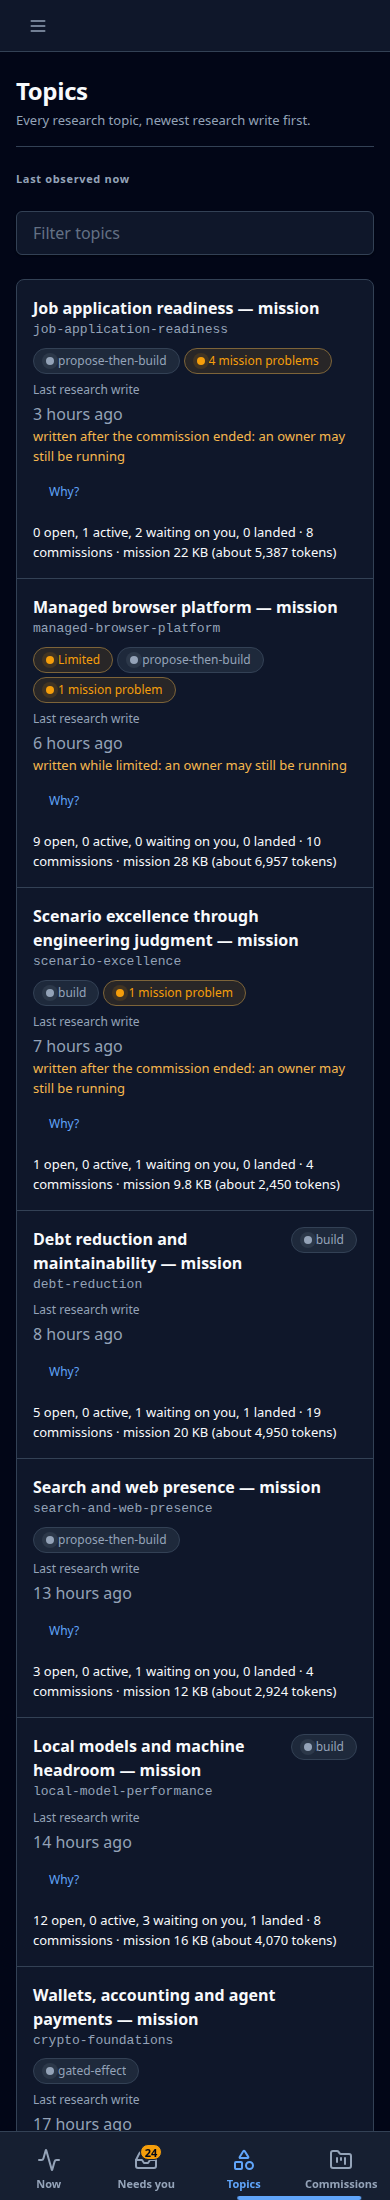 Topics
Every research topic, newest research write first.
Last observed now
Filter topics
Job application readiness — mission
job-application-readiness
propose-then-build
4 mission problems
Last research write
3 hours ago
written after the commission ended: an owner may
still be running
Why?
0 open, 1 active, 2 waiting on you, 0 landed · 8
commissions · mission 22 KB (about 5,387 tokens)
Managed browser platform — mission
managed-browser-platform
Limited
propose-then-build
1 mission problem
Last research write
6 hours ago
written while limited: an owner may still be running
Why?
9 open, 0 active, 0 waiting on you, 0 landed · 10
commissions · mission 28 KB (about 6,957 tokens)
Scenario excellence through
engineering judgment — mission
scenario-excellence
build
1 mission problem
Last research write
7 hours ago
written after the commission ended: an owner may
still be running
Why?
1 open, 0 active, 1 waiting on you, 0 landed · 4
commissions · mission 9.8 KB (about 2,450 tokens)
Debt reduction and
maintainability — mission
build
debt-reduction
Last research write
8 hours ago
Why?
5 open, 0 active, 1 waiting on you, 1 landed · 19
commissions · mission 20 KB (about 4,950 tokens)
Search and web presence — mission
search-and-web-presence
propose-then-build
Last research write
13 hours ago
Why?
3 open, 0 active, 1 waiting on you, 0 landed · 4
commissions · mission 12 KB (about 2,924 tokens)
Local models and machine
headroom — mission
build
local-model-performance
Last research write
14 hours ago
Why?
12 open, 0 active, 3 waiting on you, 1 landed · 8
commissions · mission 16 KB (about 4,070 tokens)
Wallets, accounting and agent
payments — mission
crypto-foundations
gated-effect
Last research write
17 hours ago
24
Now
Needs you
Topics
Commissions